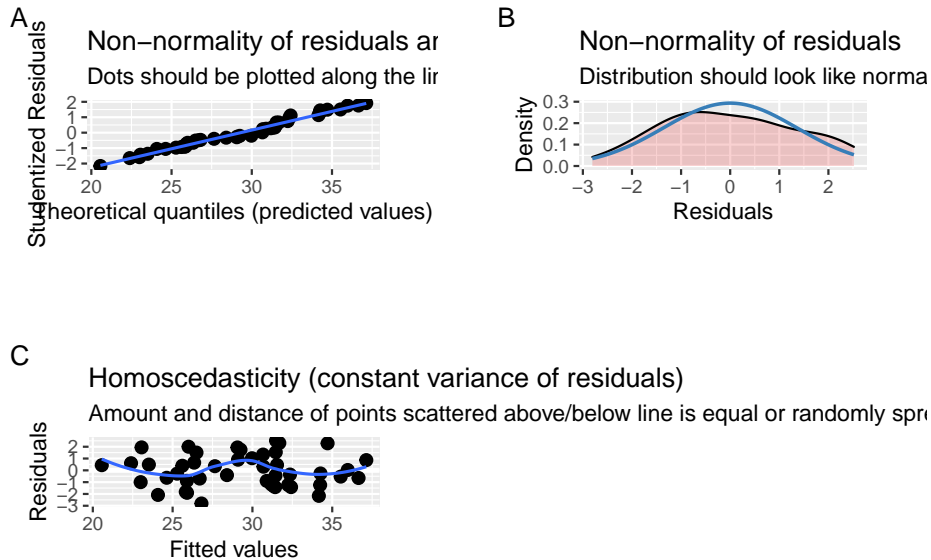 A
Non−normality of residuals ar
Dots should be plotted along the lir
Studentized Residuals
2
1
0
−1
−2
20 25 30 35
Theoretical quantiles (predicted values)
B
Non−normality of residuals
Distribution should look like norma
Density
0.3
0.2
0.1
0.0
−3 −2 −1 0 1 2
Residuals
C
Homoscedasticity (constant variance of residuals)
Amount and distance of points scattered above/below line is equal or randomly spre
Residuals
2
1
0
−1
−2
−3
20 25 30 35
Fitted values